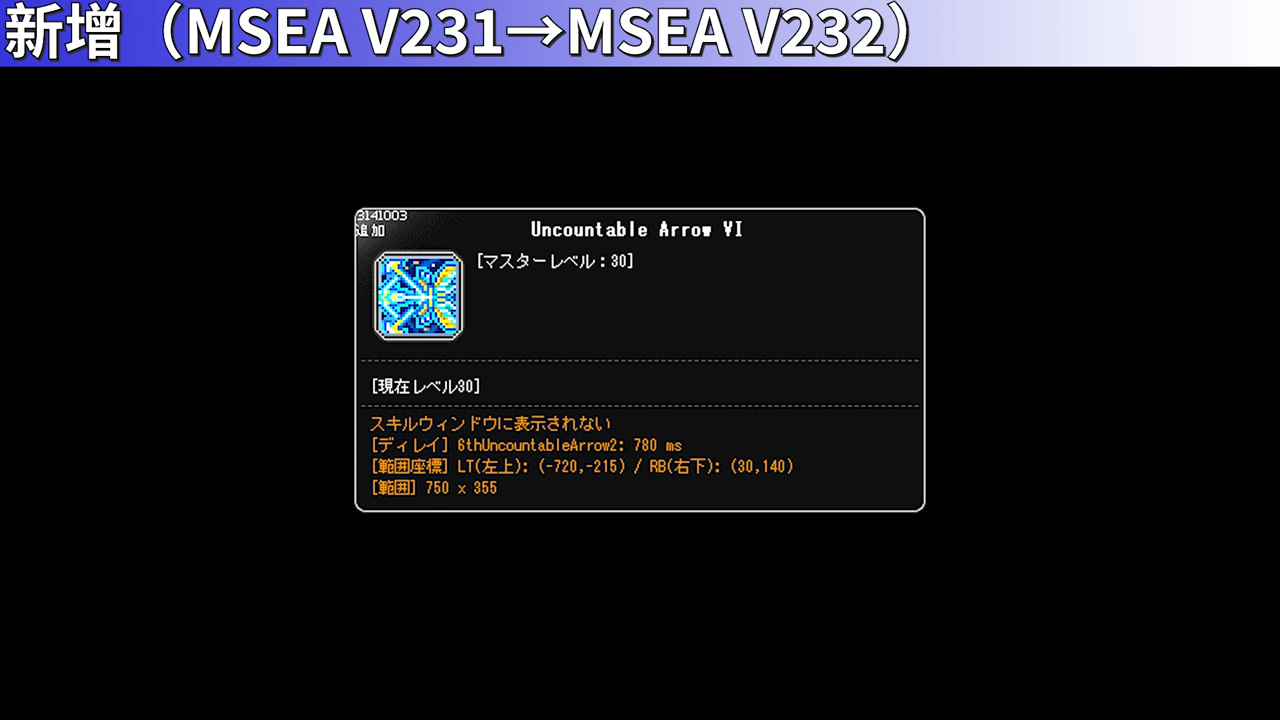 新增（MSEA V231→MSEA V232）
3141003
追加
Uncountable Arrow VI
[マスターレベル：30]
[現在レベル30]
スキルウィンドウに表示されない
[ディレイ] 6thUncountableArrow2: 780 ms
[範囲座標] LT(左上): (-720,-215) / RB(右下): (30,140)
[範囲] 750 x 355